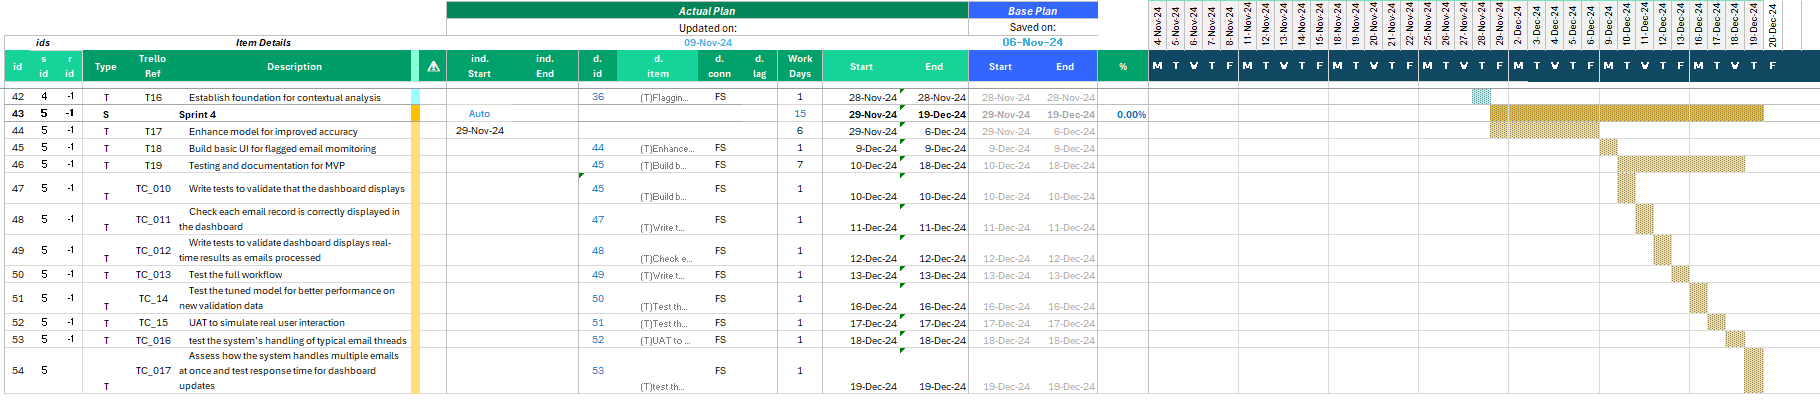 Actual Plan Base Plan
Updated on: Saved on:
ids Item Details 09-Nov-24 06-Nov-24
4-Nov-24 5-Nov-24 6-Nov-24 7-Nov-24 8-Nov-24 11-Nov-24 12-Nov-24 13-Nov-24 14-Nov-24 15-Nov-24 18-Nov-24 19-Nov-24 20-Nov-24 21-Nov-24 22-Nov-24 25-Nov-24 26-Nov-24 27-Nov-24 28-Nov-24 29-Nov-24 2-Dec-24 3-Dec-24 4-Dec-24 5-Dec-24 6-Dec-24 9-Dec-24 10-Dec-24 11-Dec-24 12-Dec-24 13-Dec-24 16-Dec-24 17-Dec-24 18-Dec-24 19-Dec-24 20-Dec-24
s r Trello ind. ind. d. d. d. d. Work
id Type Description ⚠ Start End % M T W T F M T W T F M T W T F M T W T F M T W T F M T W T F M T W T F
id id Ref Start End id item conn lag Days Start End
42 4 -1 T T16 Establish foundation for contextual analysis 36 (T)Flaggin... FS 1 28-Nov-24 28-Nov-24 28-Nov-24 28-Nov-24
43 5 -1 S Sprint 4 Auto 15 29-Nov-24 19-Dec-24 29-Nov-24 19-Dec-24 0.00%
44 5 -1 T T17 Enhance model for improved accuracy 29-Nov-24 6 29-Nov-24 6-Dec-24 29-Nov-24 6-Dec-24
45 5 -1 T T18 Build basic UI for flagged email momitoring 44 (T)Enhance... FS 1 9-Dec-24 9-Dec-24 9-Dec-24 9-Dec-24
46 5 -1 T T19 Testing and documentation for MVP 45 (T)Build b... FS 7 10-Dec-24 18-Dec-24 10-Dec-24 18-Dec-24
47 5 -1 T TC_010 Write tests to validate that the dashboard displays 45 (T)Build b... FS 1 10-Dec-24 10-Dec-24 10-Dec-24 10-Dec-24
48 5 -1 T TC_011 Check each email record is correctly displayed in
the dashboard 47 (T)Write t... FS 1 11-Dec-24 11-Dec-24 11-Dec-24 11-Dec-24
49 5 -1 T TC_012 Write tests to validate dashboard displays real-
time results as emails processed 48 (T)Check e... FS 1 12-Dec-24 12-Dec-24 12-Dec-24 12-Dec-24
50 5 -1 T TC_013 Test the full workflow 49 (T)Write t... FS 1 13-Dec-24 13-Dec-24 13-Dec-24 13-Dec-24
51 5 -1 T TC_14 Test the tuned model for better performance on
new validation data 50 (T)Test th... FS 1 16-Dec-24 16-Dec-24 16-Dec-24 16-Dec-24
52 5 -1 T TC_15 UAT to simulate real user interaction 51 (T)Test th... FS 1 17-Dec-24 17-Dec-24 17-Dec-24 17-Dec-24
53 5 -1 T TC_016 test the system's handling of typical email threads 52 (T)UAT to ... FS 1 18-Dec-24 18-Dec-24 18-Dec-24 18-Dec-24
54 5 T TC_017 Assess how the system handles multiple emails
at once and test response time for dashboard
updates 53 (T)test th... FS 1 19-Dec-24 19-Dec-24 19-Dec-24 19-Dec-24